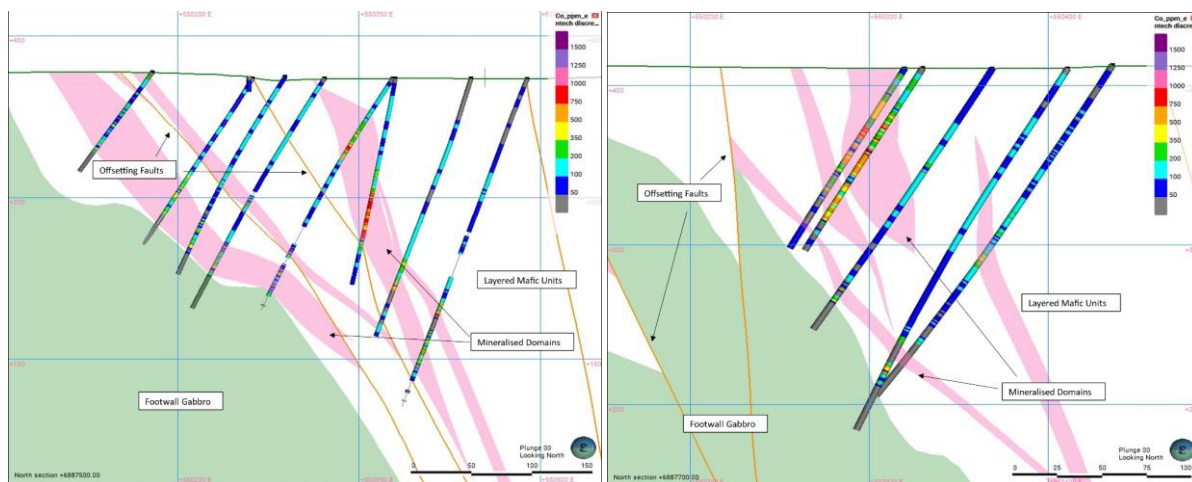 +550250 E
+550350 E
+450
Co_ppm_e
ntech discre...
1500
1250
1000
750
500
350
200
100
50
Offsetting Faults
Layered Mafic Units
Mineralised Domains
Footwall Gabbro
Plunge 00
Looking North
0 50 100 150
North section +6887500.00
+550200 E
+550300 E
+550400 E
+400
Co_ppm_e
ntech discre...
1500
1250
1000
750
500
350
200
100
50
Offsetting Faults
Layered Mafic Units
Mineralised Domains
Footwall Gabbro
Plunge 00
Looking North
0 25 50 75 100
North section +6887700.00